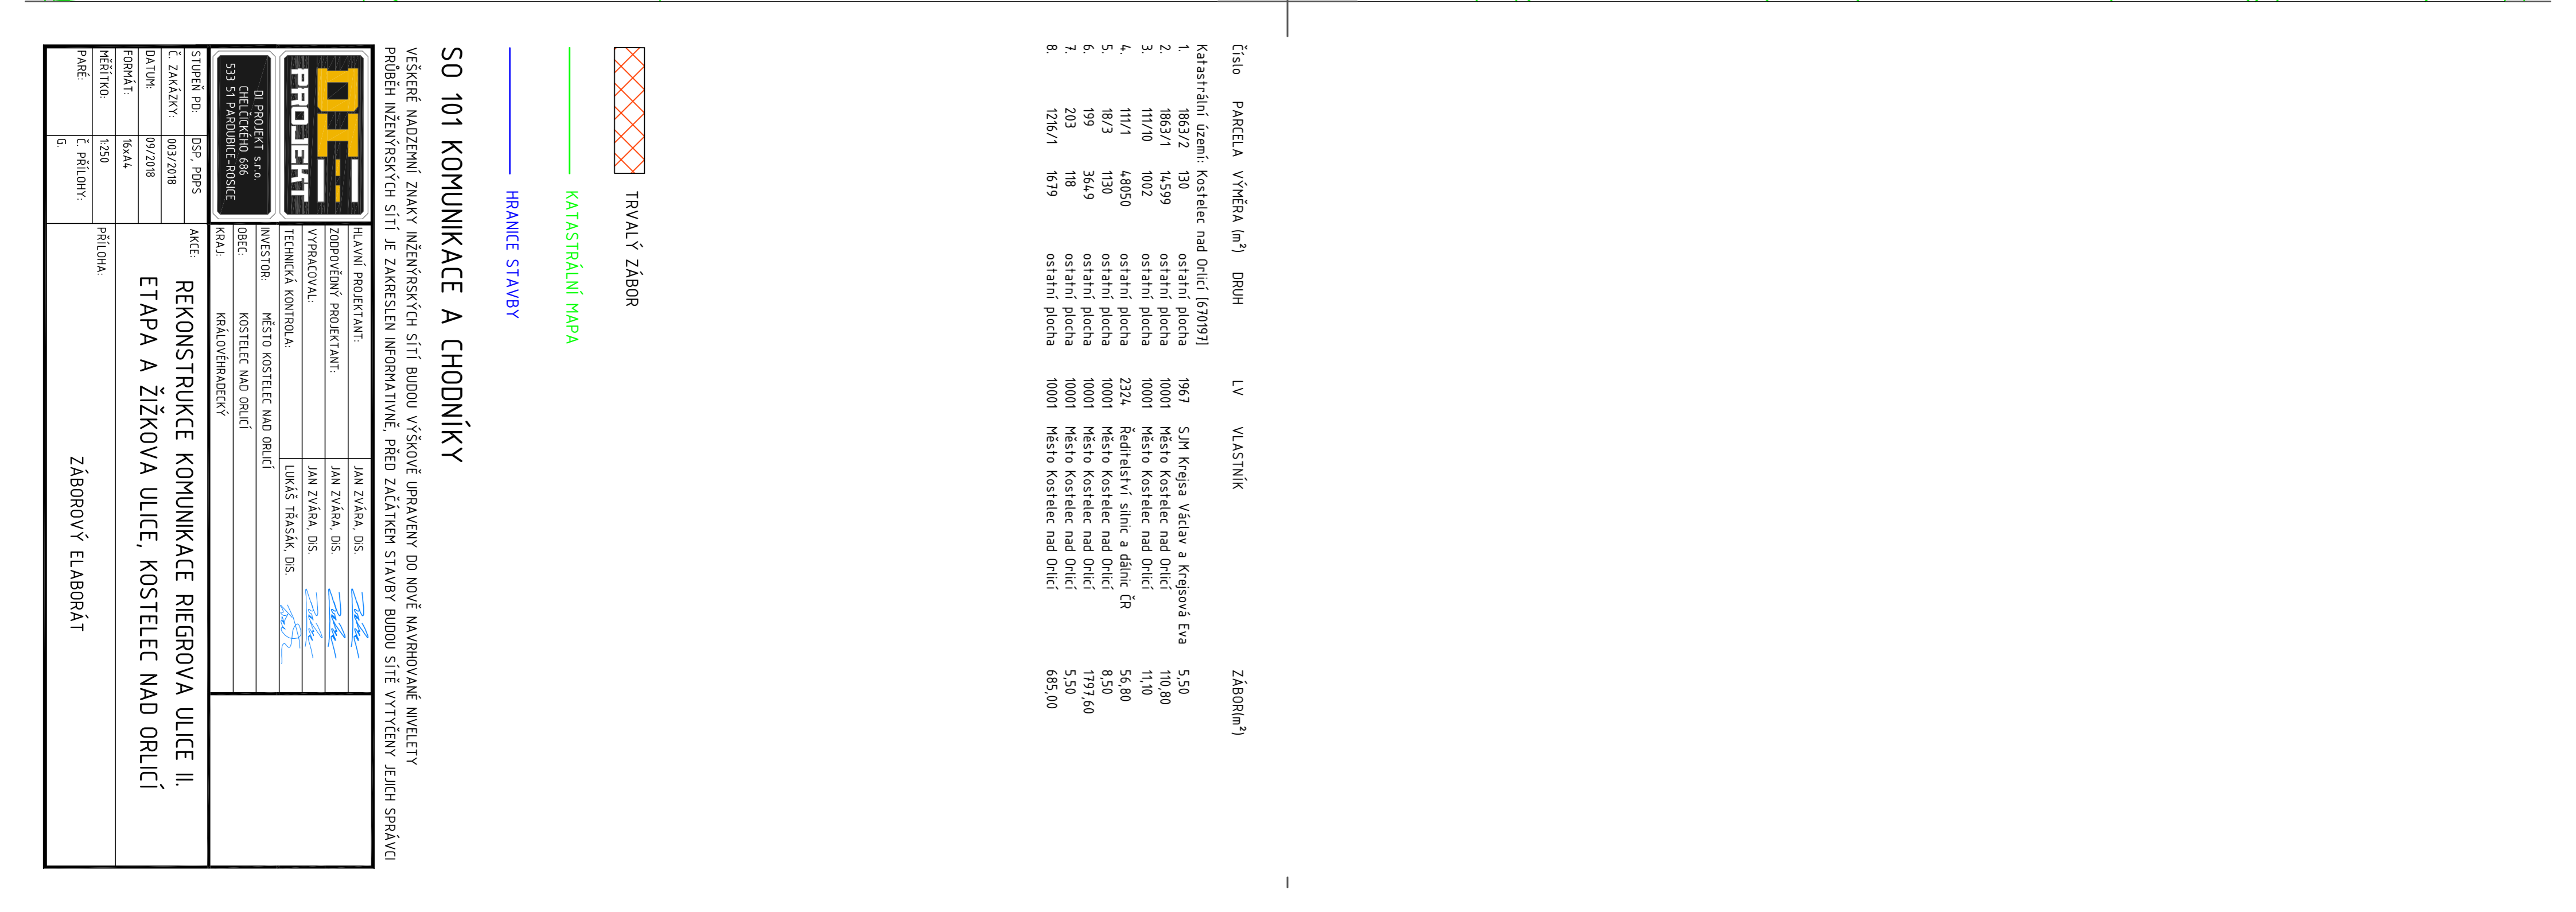 Číslo PARCELA VÝMĚRA (m²) DRUH LV VLASTNÍK ZÁBOR(m²)
Katastrální území: Kostelec nad Orlicí [670197]
1. 1863/2 130 ostatní plocha 1967 SJM Krejsa Václav a Krejsová Eva 5,50
2. 1863/1 14599 ostatní plocha 10001 Město Kostelec nad Orlicí 110,80
3. 111/10 1002 ostatní plocha 10001 Město Kostelec nad Orlicí 11,10
4. 111/1 48050 ostatní plocha 2324 Ředitelství silnic a dálnic ČR 56,80
5. 18/3 1130 ostatní plocha 10001 Město Kostelec nad Orlicí 8,50
6. 199 3649 ostatní plocha 10001 Město Kostelec nad Orlicí 1797,60
7. 203 118 ostatní plocha 10001 Město Kostelec nad Orlicí 5,50
8. 1216/1 1679 ostatní plocha 10001 Město Kostelec nad Orlicí 685,00
TRVALÝ ZÁBOR
KATASTRÁLNÍ MAPA
HRANICE STAVBY
SO 101 KOMUNIKACE A CHODNÍKY
VEŠKERÉ NADZEMNÍ ZNAKY INŽENÝRSKÝCH SÍTÍ BUDOU VÝŠKOVĚ UPRAVENY DO NOVĚ NAVRHOVANÉ NIVELETY
PRŮBĚH INŽENÝRSKÝCH SÍTÍ JE ZAKRESLEN INFORMATIVNĚ, PŘED ZAČÁTKEM STAVBY BUDOU SÍTĚ VYTYČENY JEJICH SPRÁVCI
DI PROJEKT
DI PROJEKT s.r.o.
CHELČICKÉHO 686
533 51 PARDUBICE-ROSICE
HLAVNÍ PROJEKTANT: JAN ZVÁRA, DiS.
ZODPOVĚDNÝ PROJEKTANT: JAN ZVÁRA, DiS.
VYPRACOVAL: JAN ZVÁRA, DiS.
TECHNICKÁ KONTROLA: LUKÁŠ TŘASÁK, DiS.
INVESTOR: MĚSTO KOSTELEC NAD ORLICÍ
OBEC: KOSTELEC NAD ORLICÍ
KRAJ: KRÁLOVÉHRADECKÝ
STUPEŇ PD: DSP, PDPS
Č. ZAKÁZKY: 003/2018
DATUM: 09/2018
FORMÁT: 16xA4
MĚŘÍTKO: 1:250
PARÉ: Č. PŘÍLOHY:
G.
AKCE: REKONSTRUKCE KOMUNIKACE RIEGROVA ULICE II.
ETAPA A ŽIŽKOVA ULICE, KOSTELEC NAD ORLICÍ
PŘÍLOHA:
ZÁBOROVÝ ELABORÁT